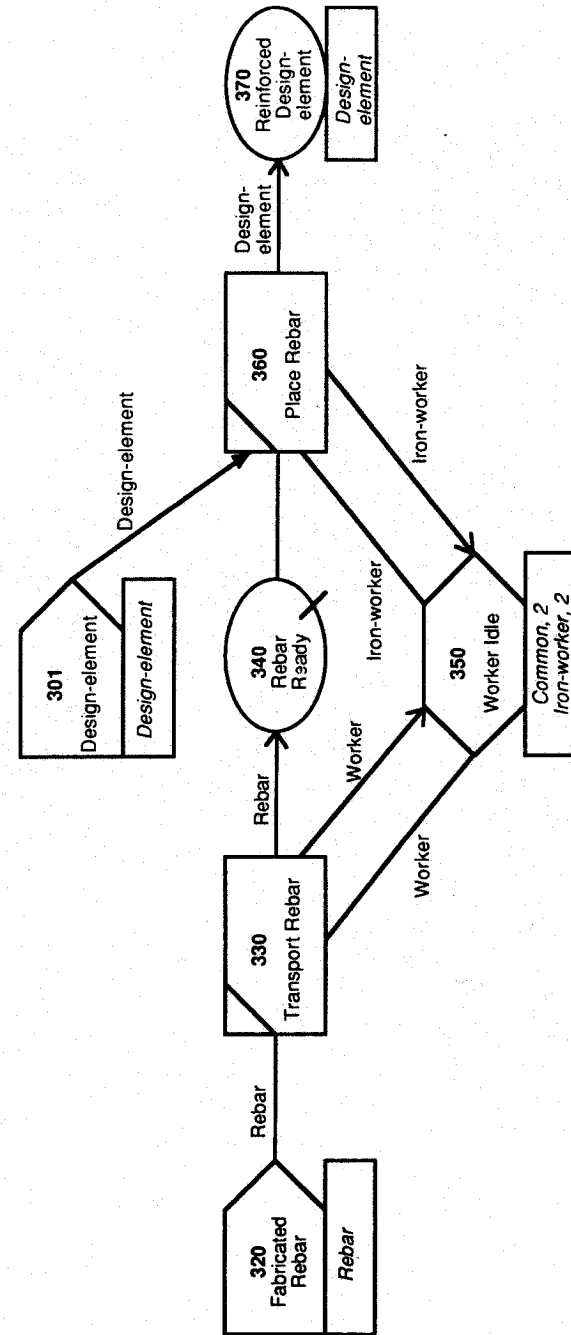 320
Fabricated
Rebar
Rebar
Rebar
330
Transport Rebar
Rebar
Worker
Worker
301
Design-element
Design-element
Design-element
340
Rebar
Ready
Iron-worker
Iron-worker
350
Worker Idle
Common, 2
Iron-worker, 2
360
Place Rebar
Design-
element
370
Reinforced
Design-
element
Design-
element